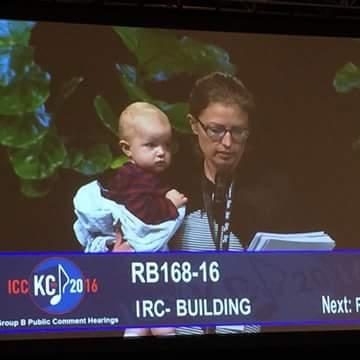 RB168-16
ICC KC 2016
IRC- BUILDING
Next:
Group B Public Comment Hearings